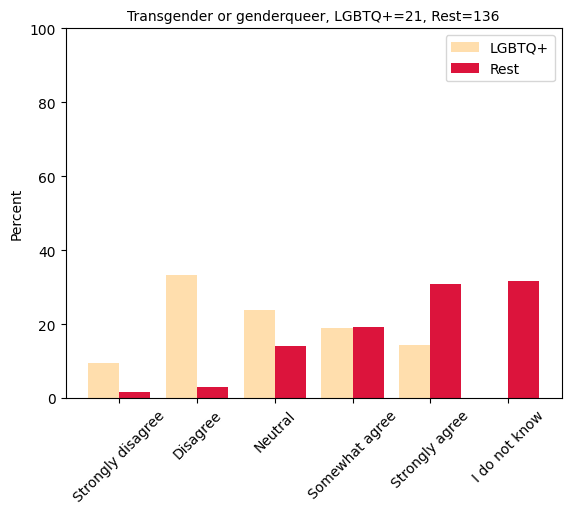 Transgender or genderqueer, LGBTQ+=21, Rest=136
LGBTQ+
Rest
Percent
100
80
60
40
20
0
Strongly disagree
Disagree
Neutral
Somewhat agree
Strongly agree
I do not know